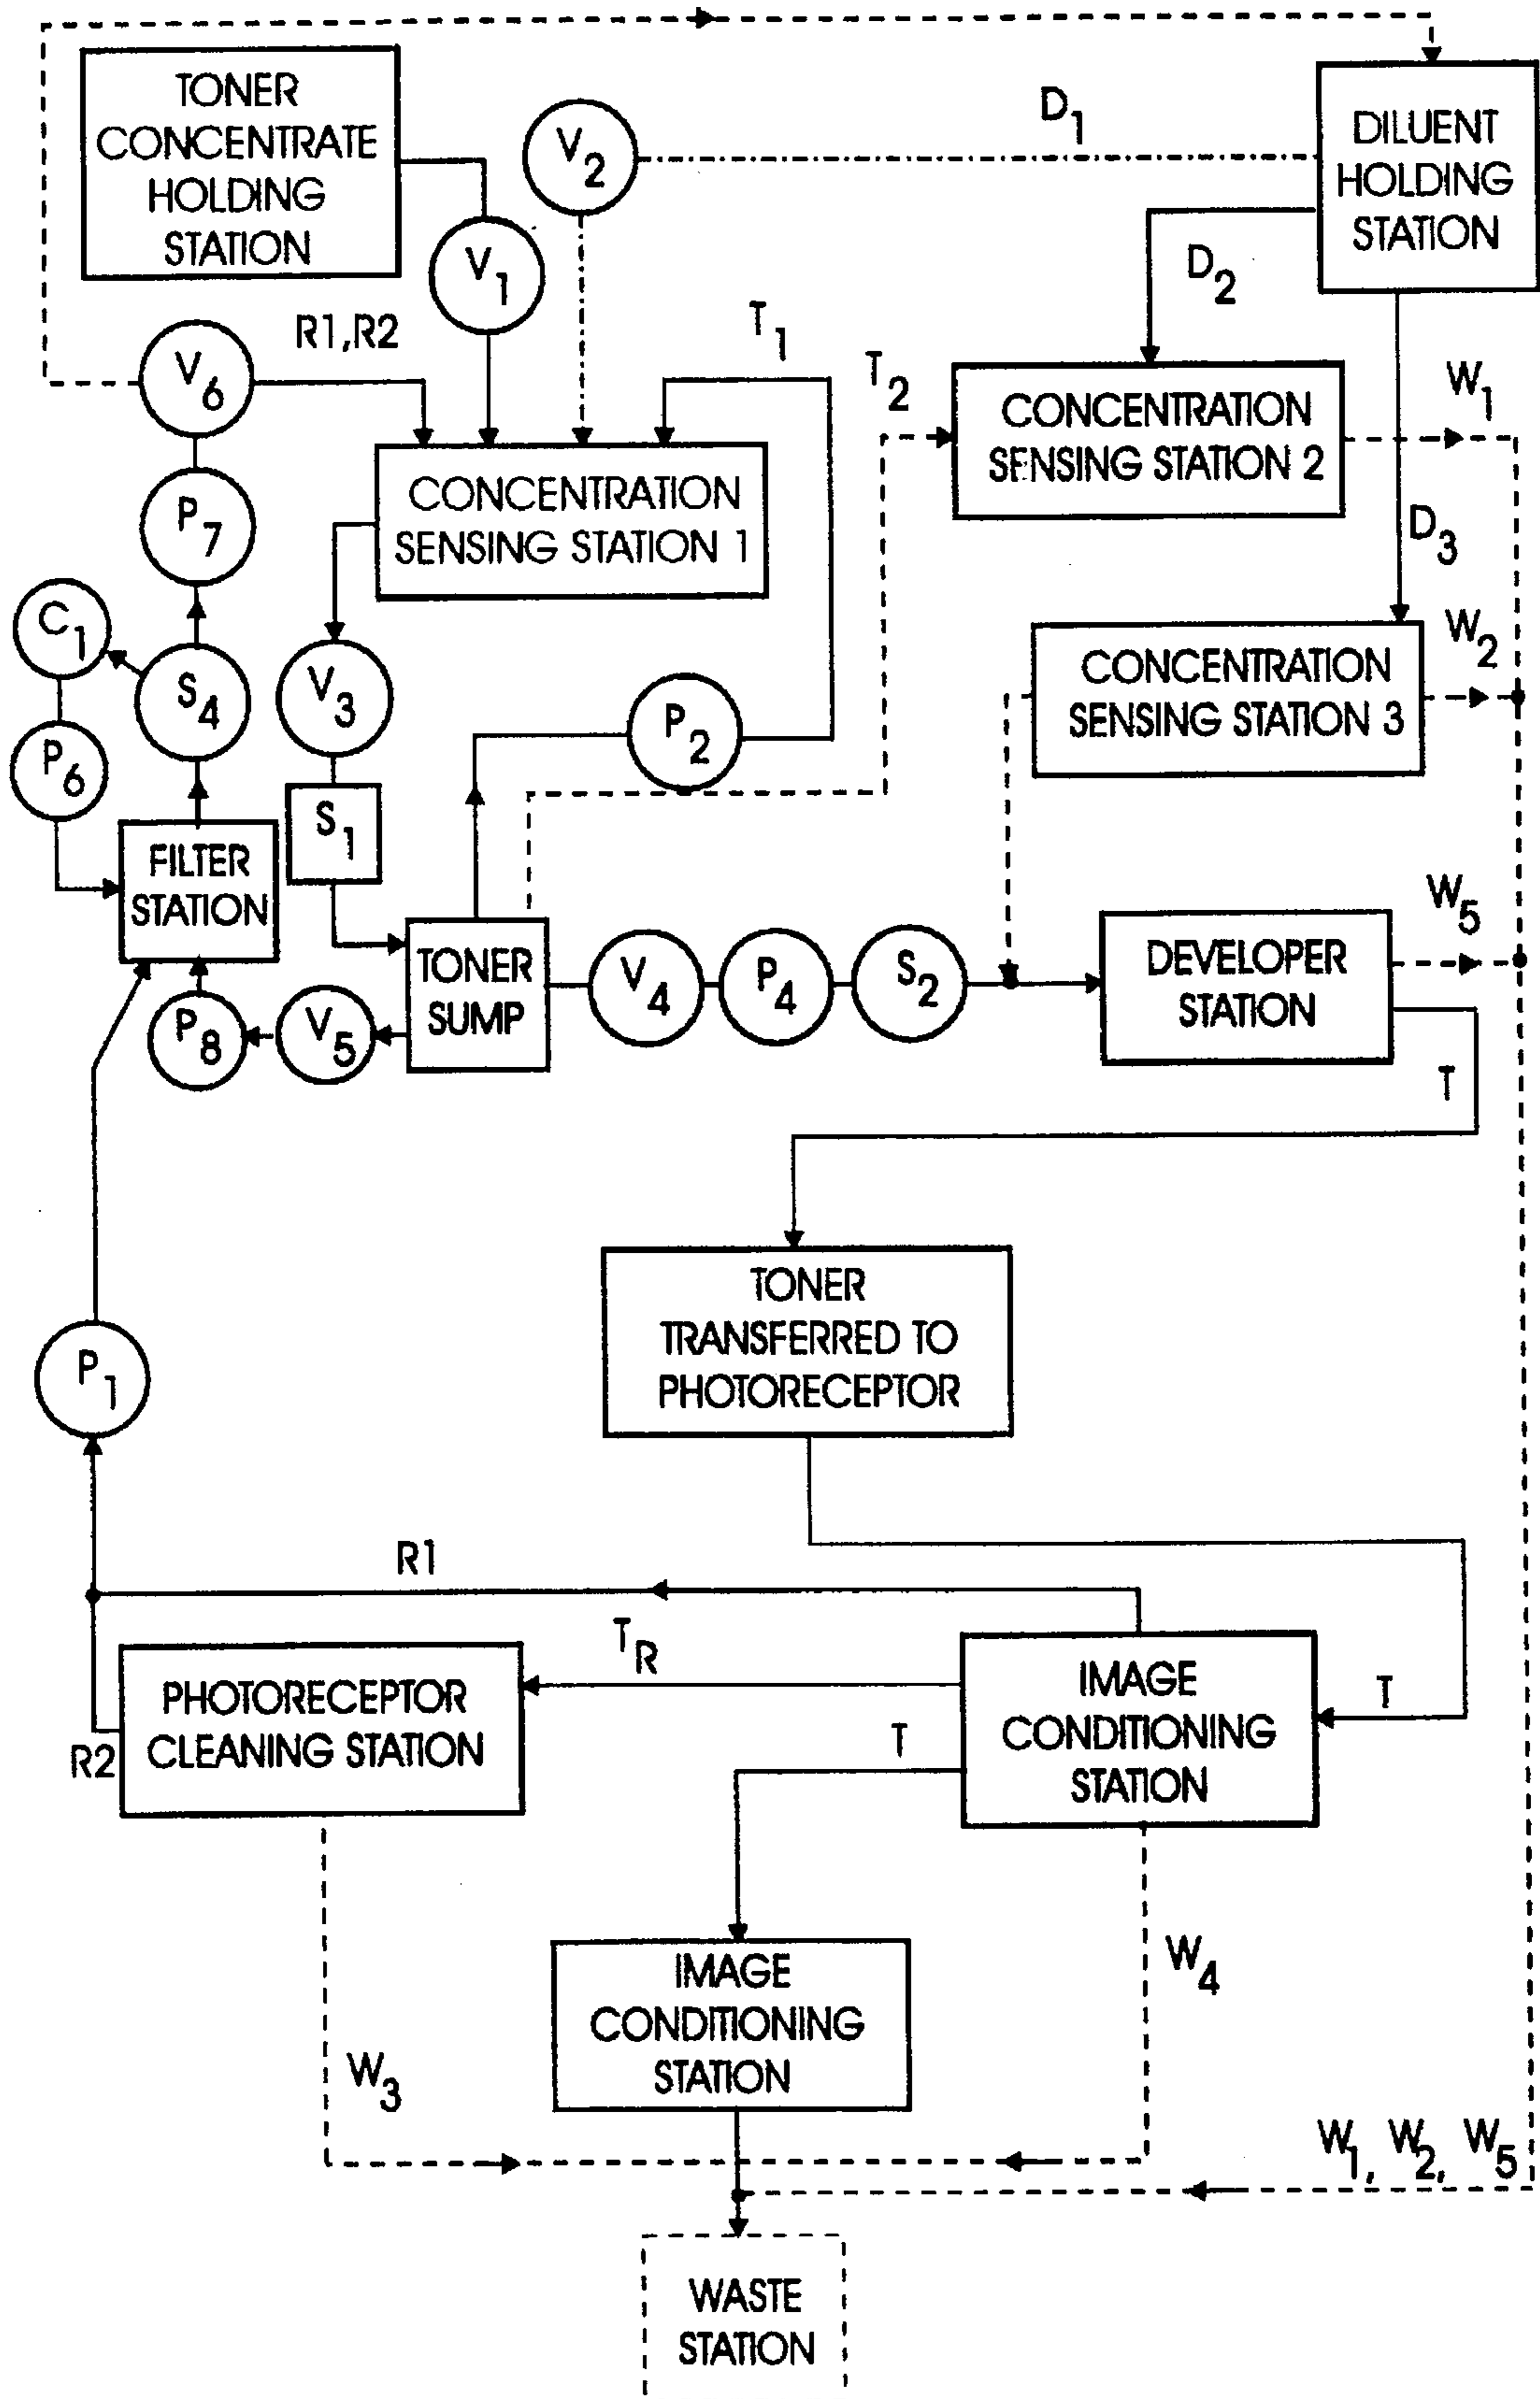 TONER
CONCENTRATE
HOLDING
STATION
V2
D1
DILUENT
HOLDING
STATION
V1
D2
R1,R2
T1
V6
T2
CONCENTRATION
SENSING STATION 2
W1
P7
CONCENTRATION
SENSING STATION 1
D3
C1
S4
V3
P2
CONCENTRATION
SENSING STATION 3
W2
P6
S1
FILTER
STATION
TONER
SUMP
V4
P4
S2
DEVELOPER
STATION
W5
P8
V5
T
TONER
TRANSFERRED TO
PHOTORECEPTOR
P1
R1
TR
PHOTORECEPTOR
CLEANING STATION
R2
IMAGE
CONDITIONING
STATION
T
T
IMAGE
CONDITIONING
STATION
W4
W3
W1, W2, W5
WASTE
STATION